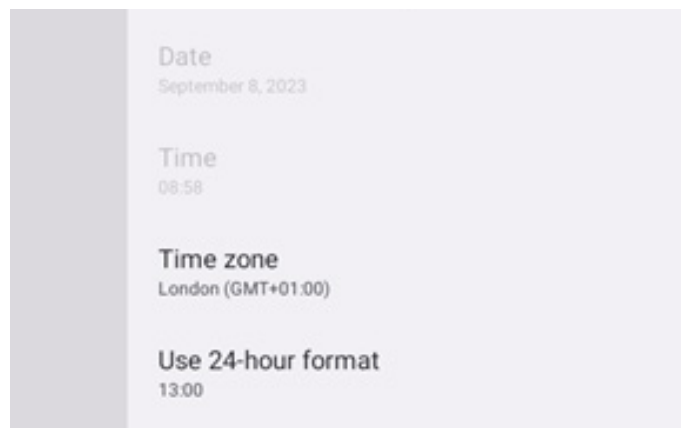 Date
September 8, 2023
Time
08:58
Time zone
London (GMT+01:00)
Use 24-hour format
13:00